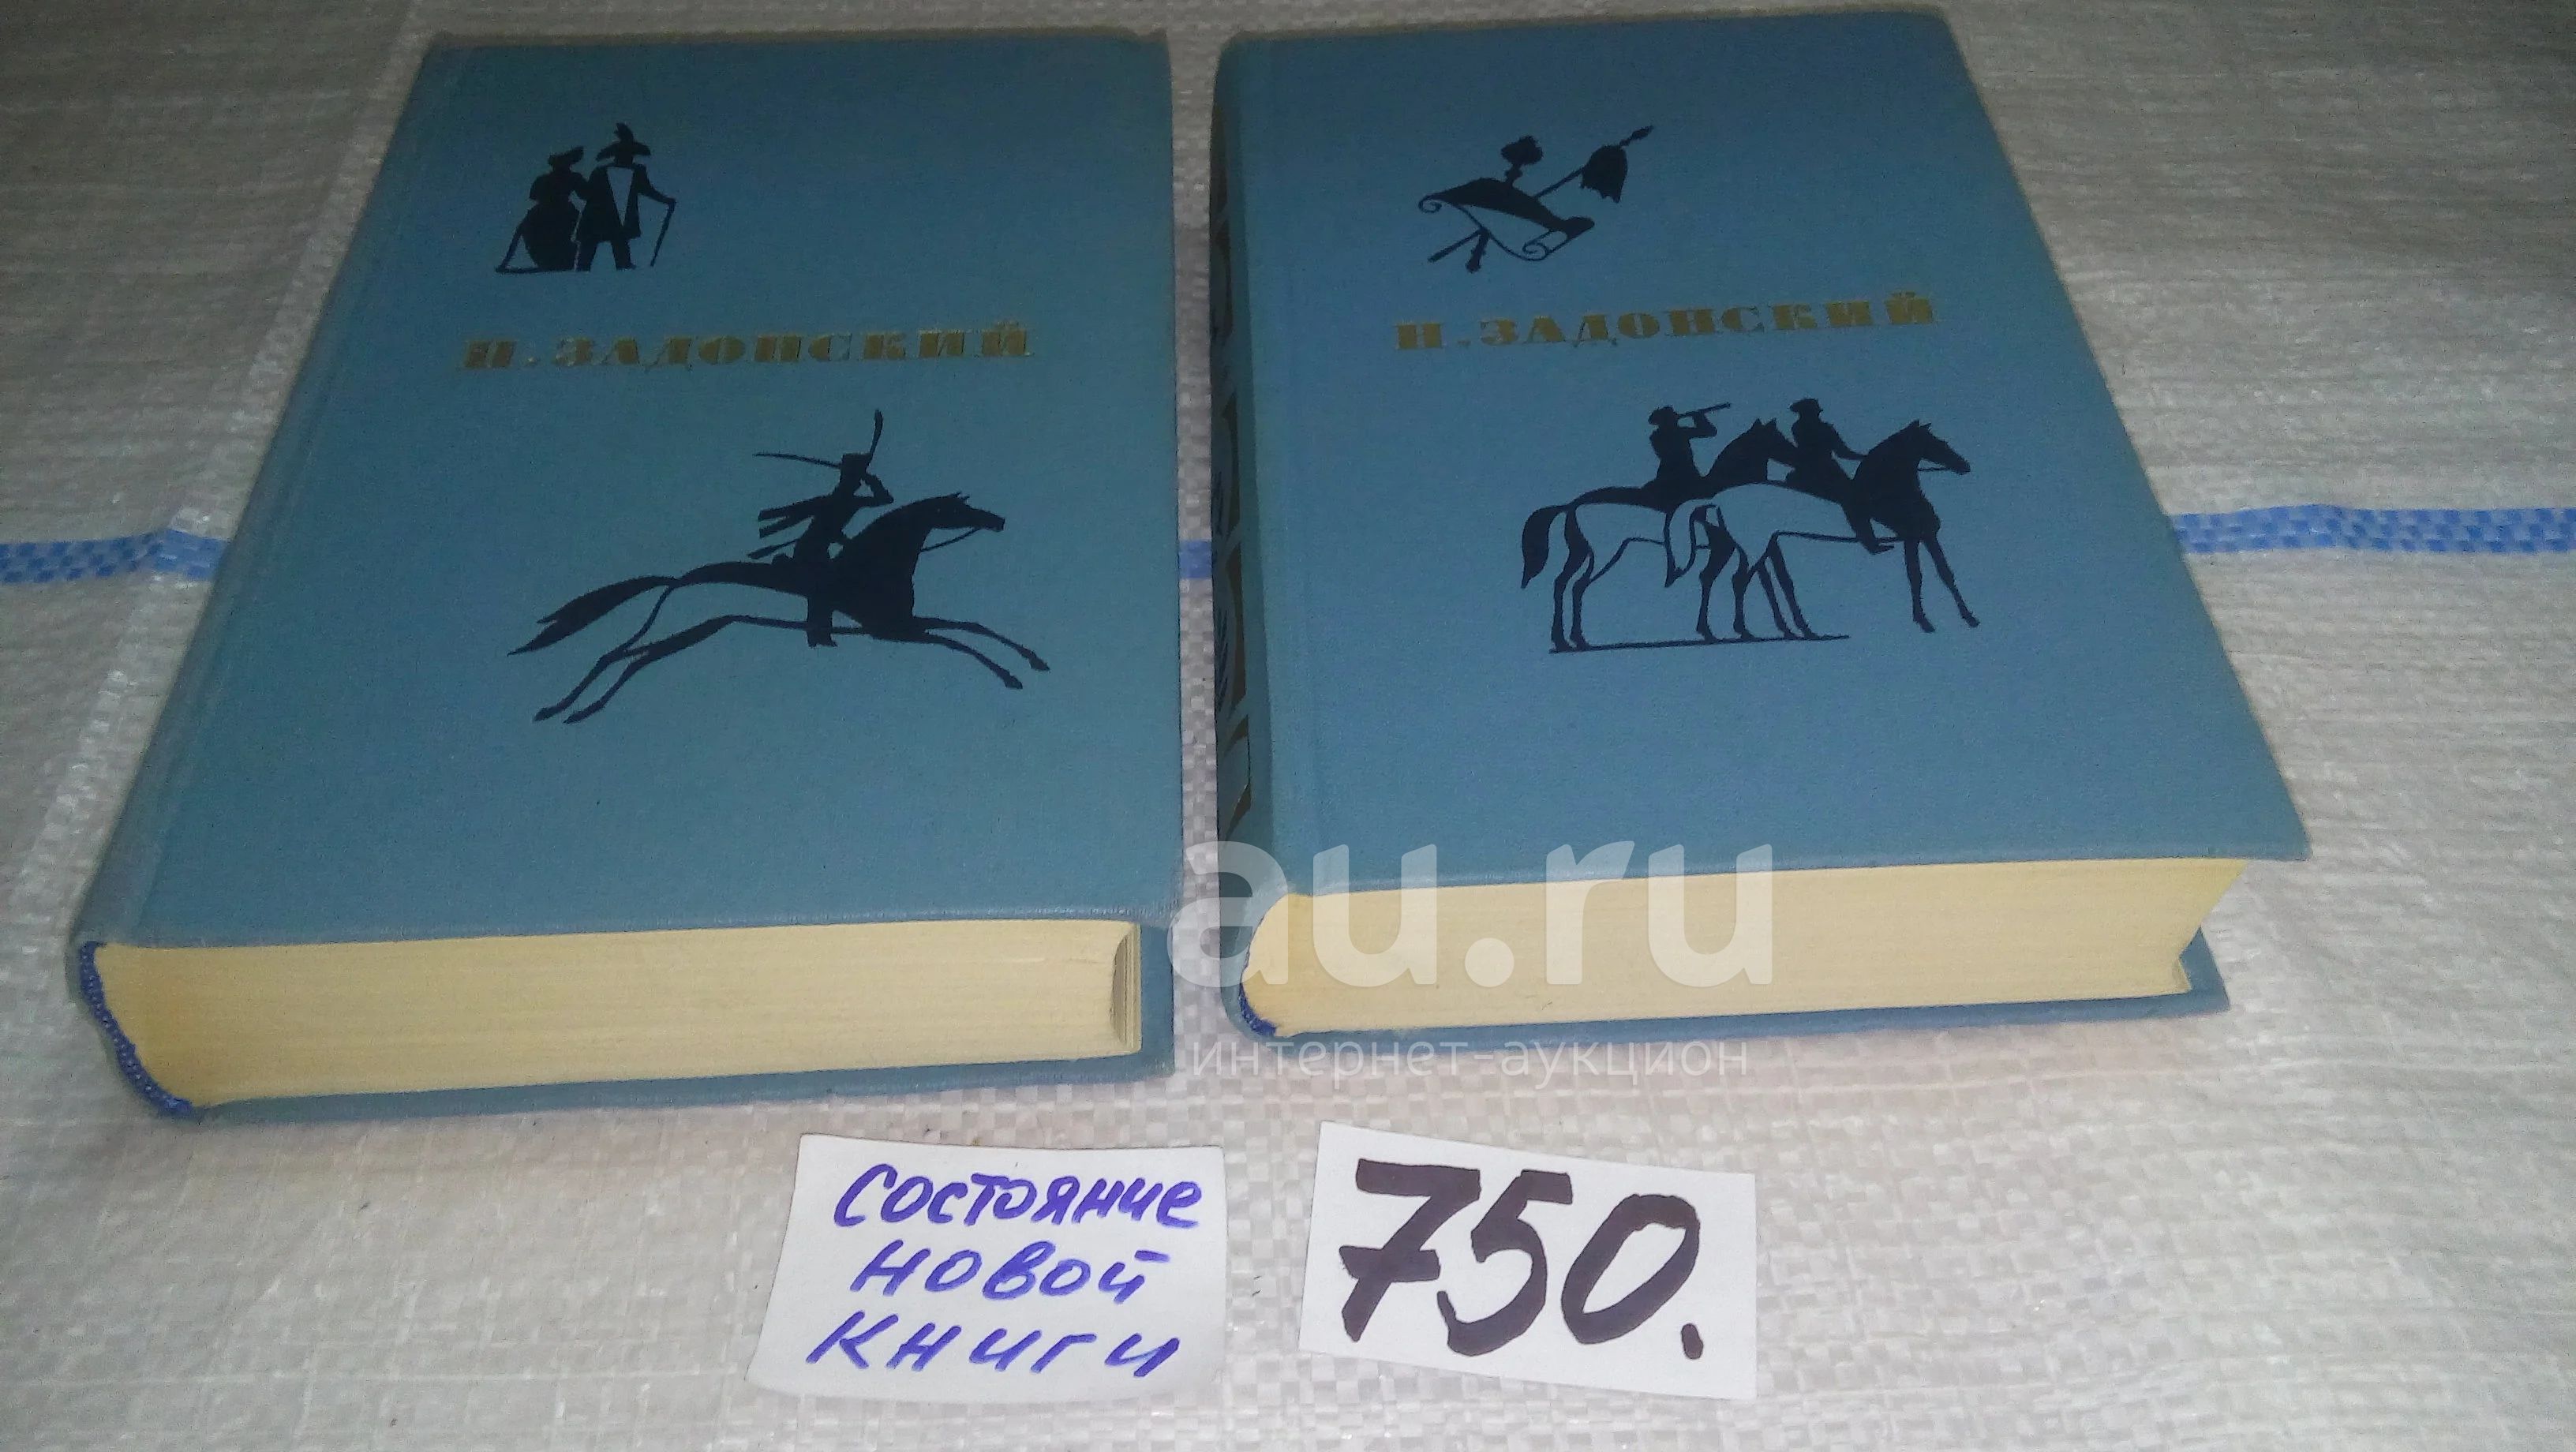 Н. ЗАДОНСКИЙ
Н. ЗАДОНСКИЙ
au.ru
интернет-аукцион
Состояние
новой
книги
750.